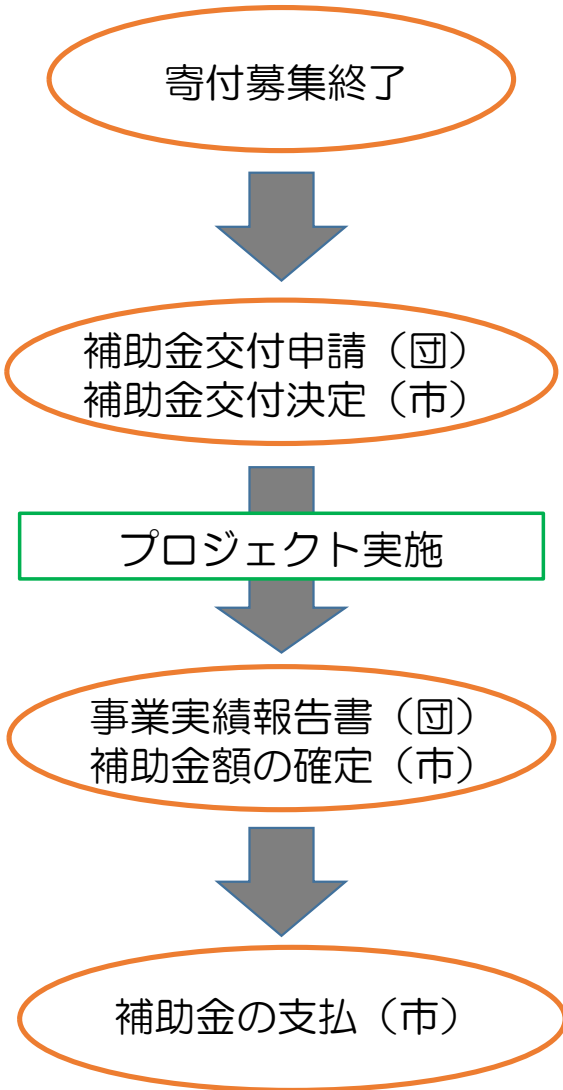 寄付募集終了
補助金交付申請（団）
補助金交付決定（市）
プロジェクト実施
事業実績報告書（団）
補助金額の確定（市）
補助金の支払（市）